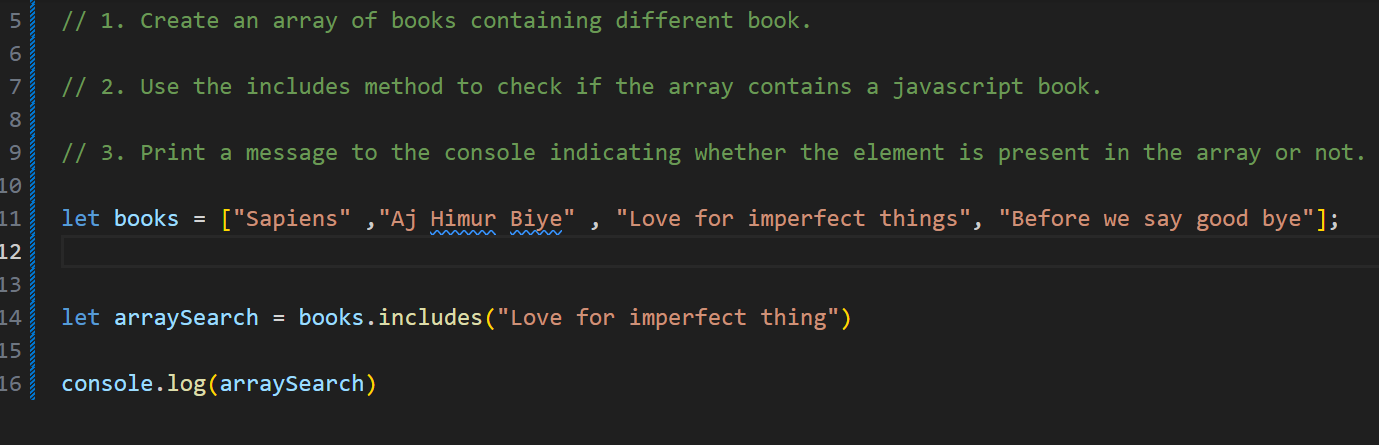 5 // 1. Create an array of books containing different book.
6
7 // 2. Use the includes method to check if the array contains a javascript book.
8
9 // 3. Print a message to the console indicating whether the element is present in the array or not.
10
11 let books = ["Sapiens" ,"Aj Himur Biye" , "Love for imperfect things", "Before we say good bye"];
12
13
14 let arraySearch = books.includes("Love for imperfect thing")
15
16 console.log(arraySearch)